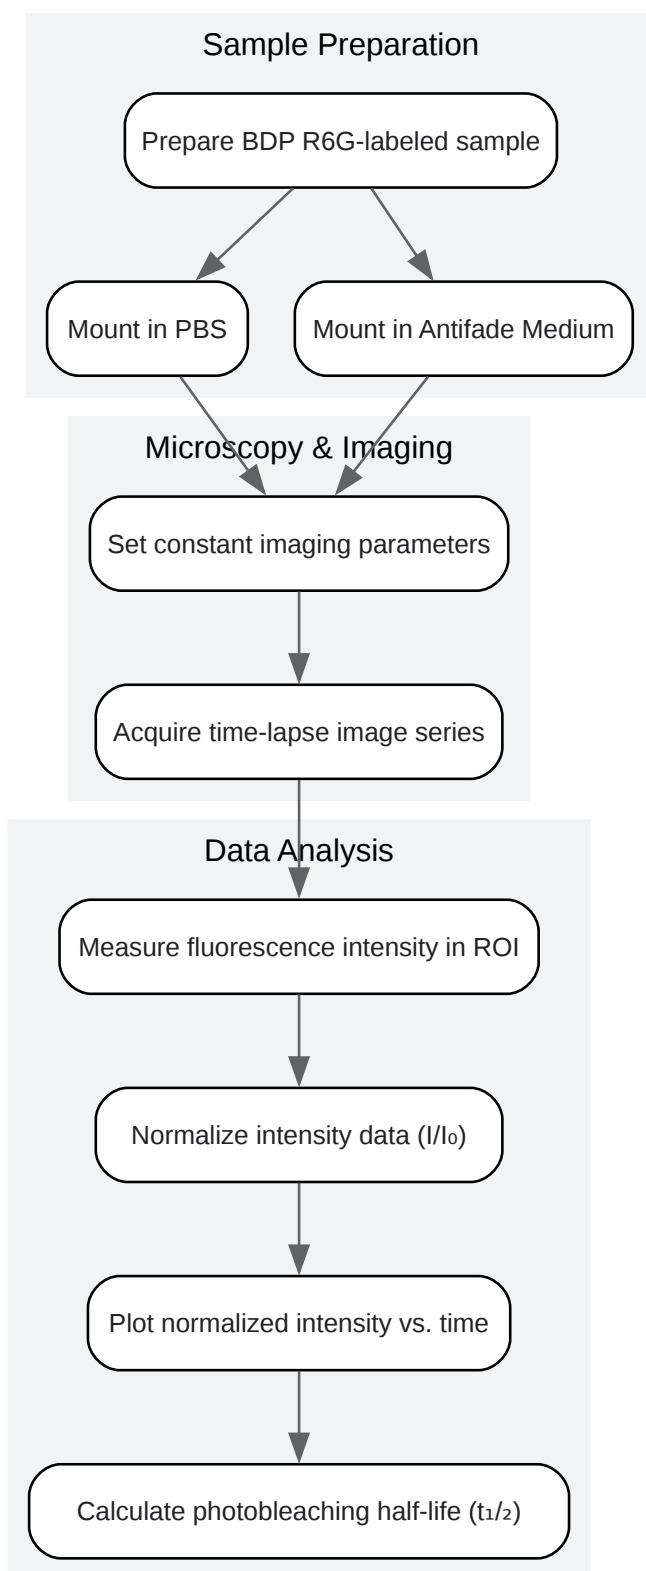 Sample Preparation
Prepare BDP R6G-labeled sample
Mount in PBS
Mount in Antifade Medium
Microscopy & Imaging
Set constant imaging parameters
Acquire time-lapse image series
Data Analysis
Measure fluorescence intensity in ROI
Normalize intensity data (I/I₀)
Plot normalized intensity vs. time
Calculate photobleaching half-life (t₁/₂)